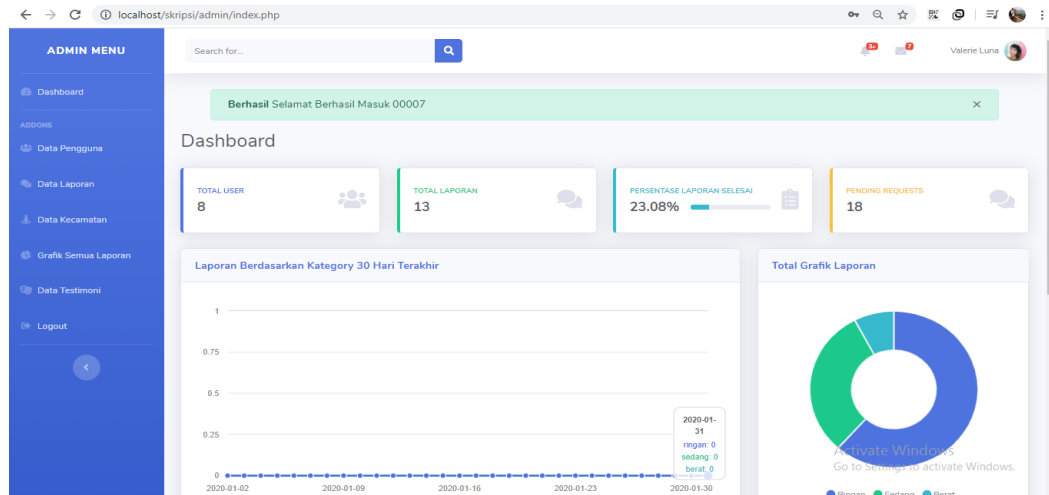 localhost/skripsi/admin/index.php
ADMIN MENU
Search for...
3+
7
Valerie Luna
Dashboard
ADDONS
Data Pengguna
Data Laporan
Data Kecamatan
Grafik Semua Laporan
Data Testimoni
Logout
Berhasil Selamat Berhasil Masuk 00007
×
Dashboard
TOTAL USER
8
TOTAL LAPORAN
13
PERSENTASE LAPORAN SELESAI
23.08%
PENDING REQUESTS
18
Laporan Berdasarkan Kategory 30 Hari Terakhir
1
0.75
0.5
0.25
0
2020-01-02
2020-01-09
2020-01-16
2020-01-23
2020-01-30
2020-01-
31
ringan: 0
sedang: 0
berat: 0
Total Grafik Laporan
Activate Windows
Go to Settings to activate Windows.
Ringan Sedang Berat